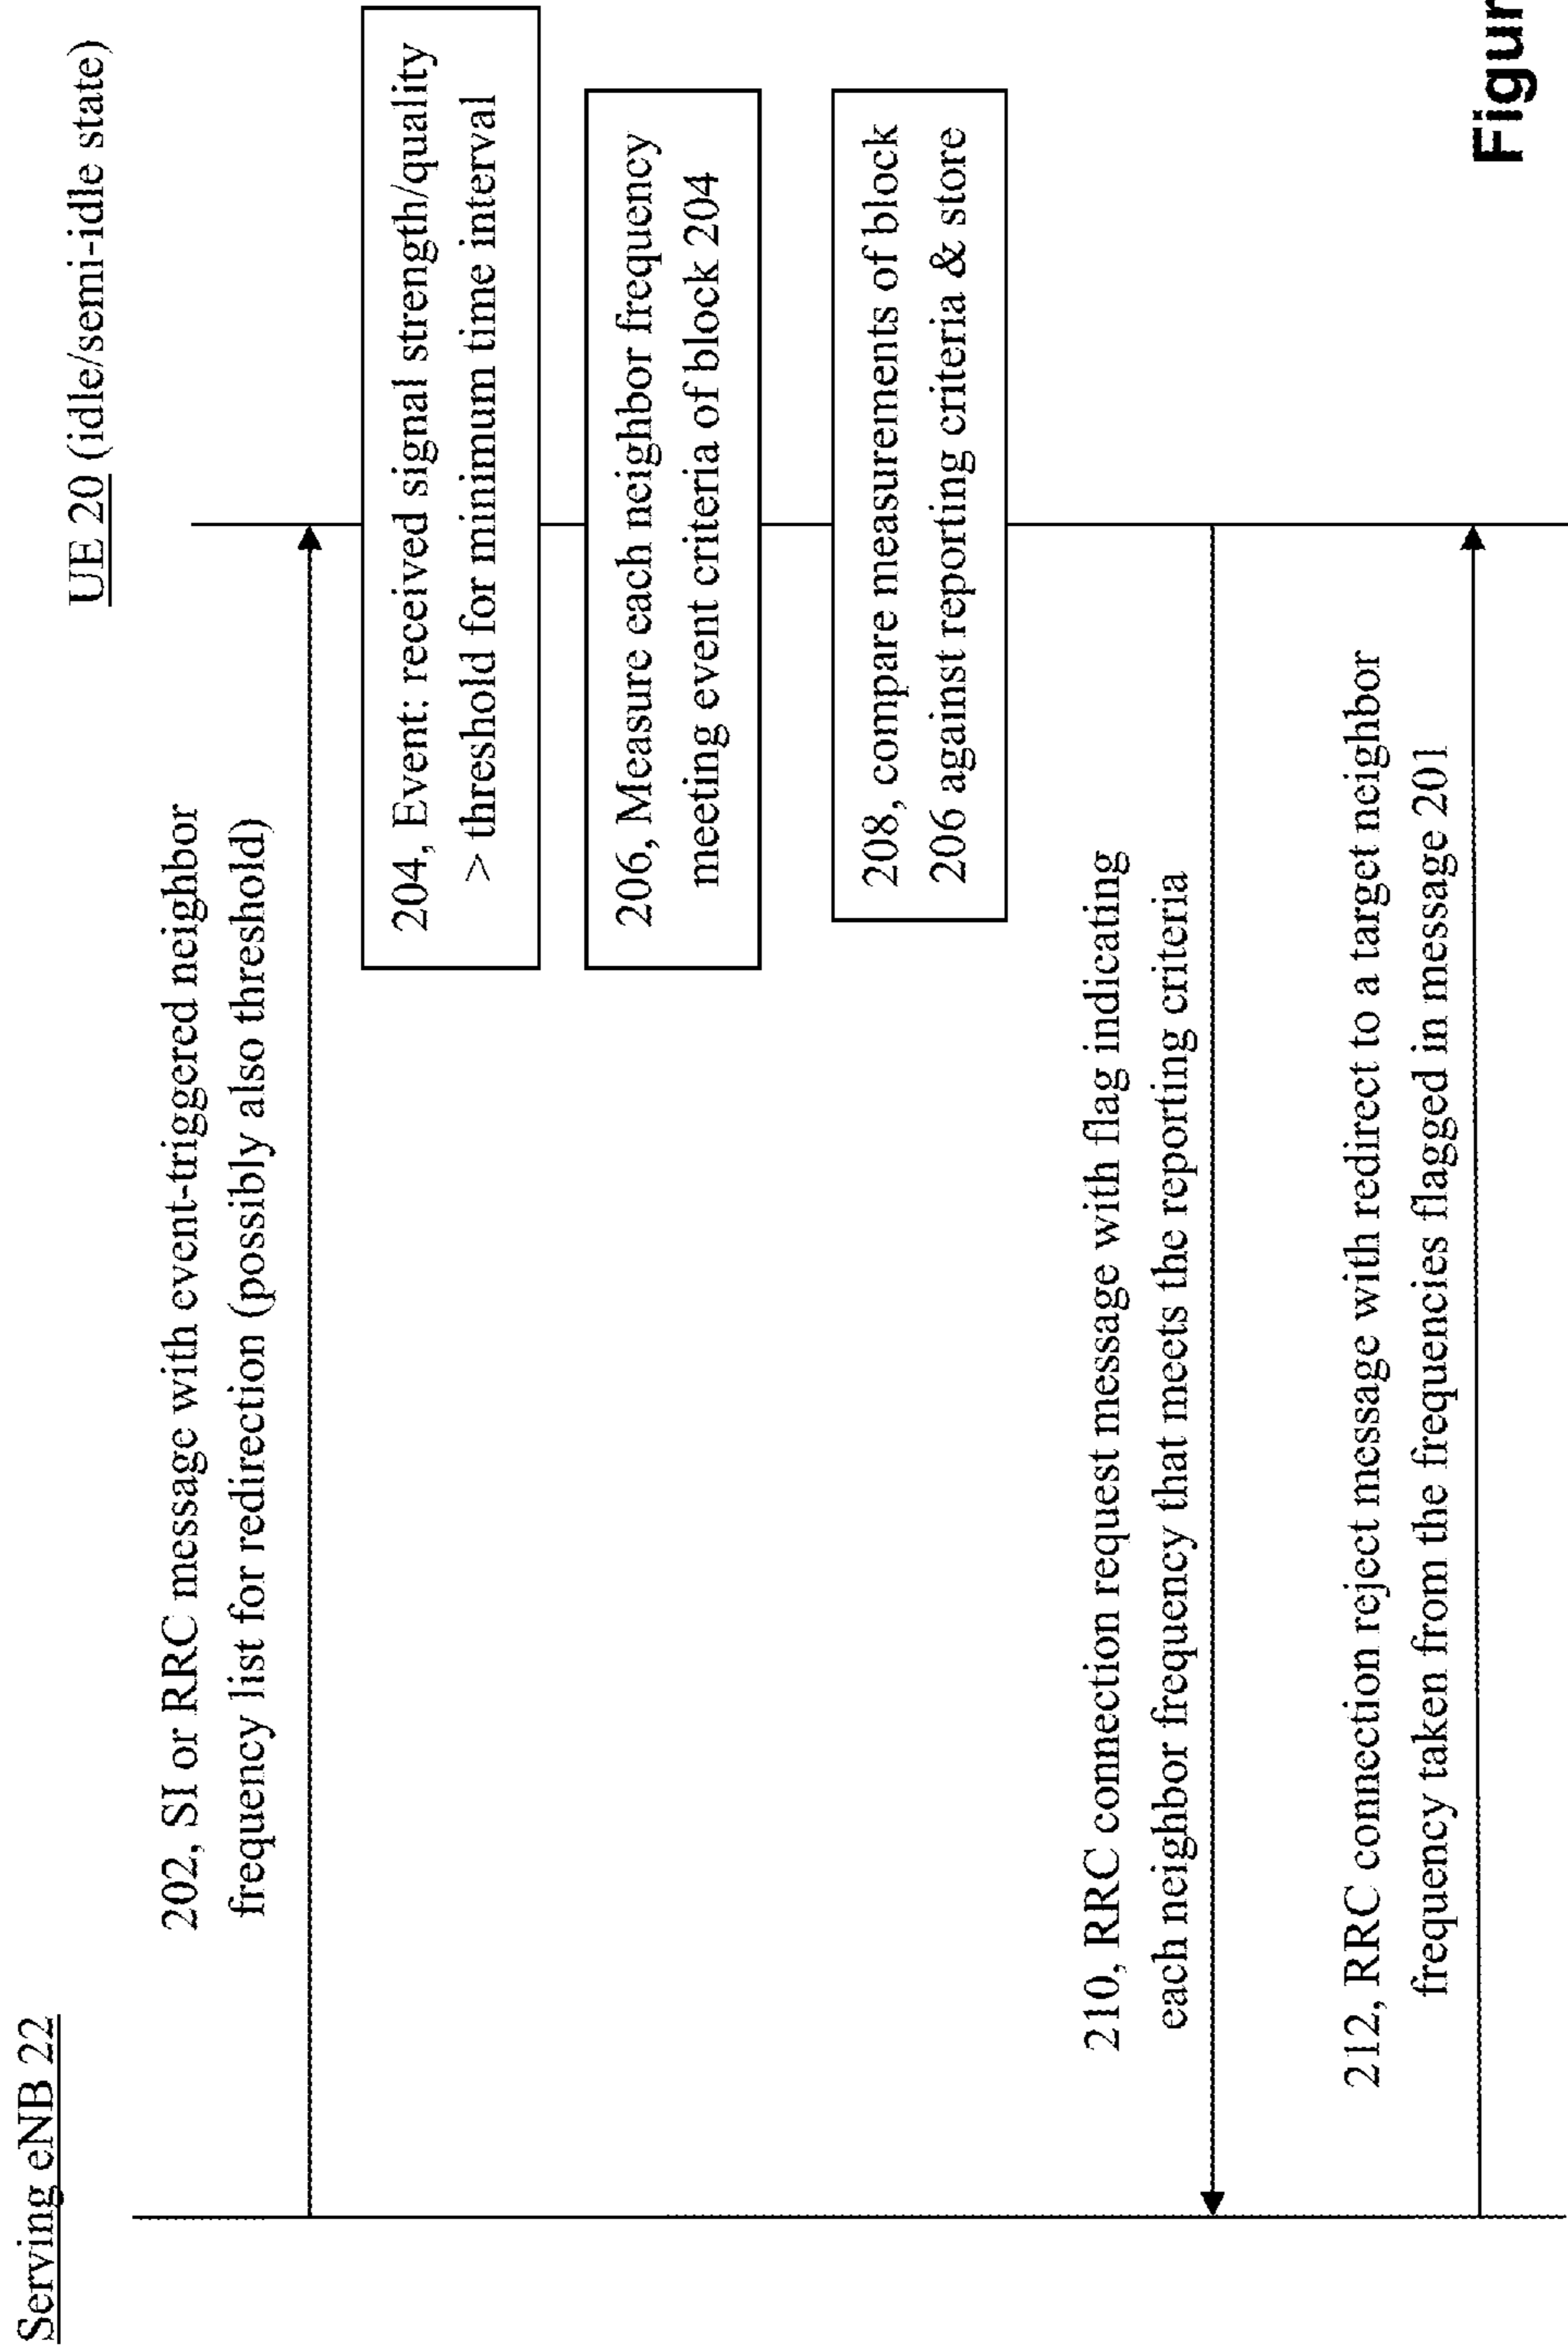 Serving eNB 22
UE 20 (idle/semi-idle state)
202, SI or RRC message with event-triggered neighbor
frequency list for redirection (possibly also threshold)
204, Event: received signal strength/quality
> threshold for minimum time interval
206, Measure each neighbor frequency
meeting event criteria of block 204
208, compare measurements of block
206 against reporting criteria & store
210, RRC connection request message with flag indicating
each neighbor frequency that meets the reporting criteria
212, RRC connection reject message with redirect to a target neighbor
frequency taken from the frequencies flagged in message 201